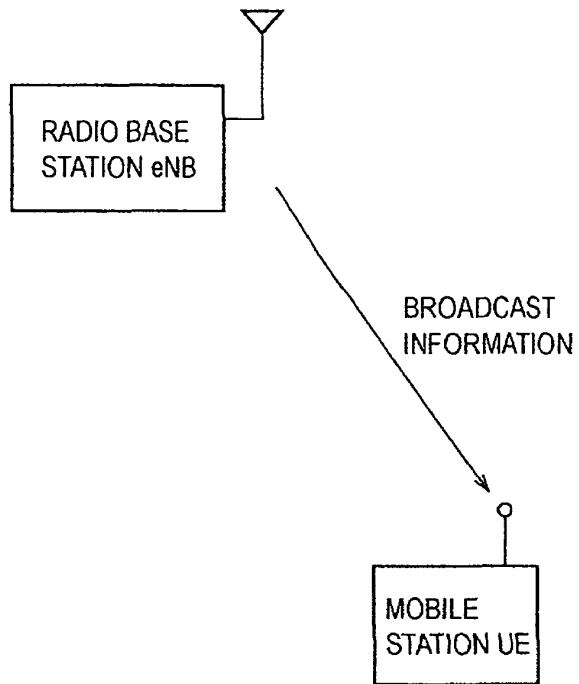 RADIO BASE
STATION eNB
BROADCAST
INFORMATION
MOBILE
STATION UE